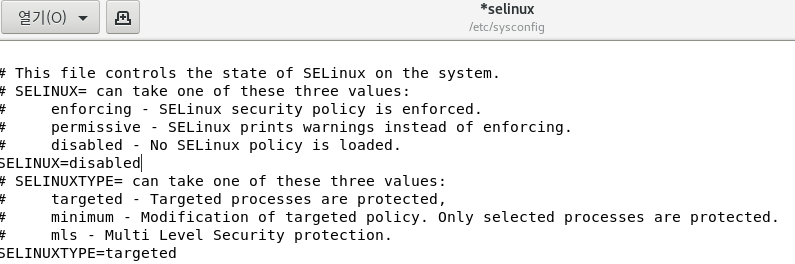 열기(O)
*selinux
/etc/sysconfig
# This file controls the state of SELinux on the system.
# SELINUX= can take one of these three values:
#     enforcing - SELinux security policy is enforced.
#     permissive - SELinux prints warnings instead of enforcing.
#     disabled - No SELinux policy is loaded.
SELINUX=disabled
# SELINUXTYPE= can take one of these three values:
#     targeted - Targeted processes are protected,
#     minimum - Modification of targeted policy. Only selected processes are protected.
#     mls - Multi Level Security protection.
SELINUXTYPE=targeted